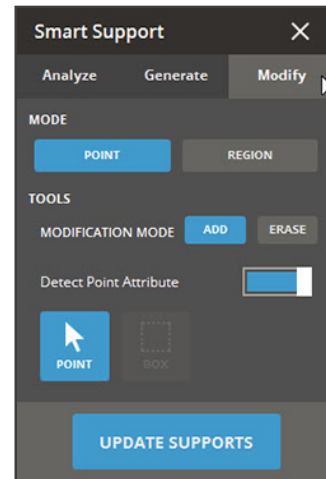 Smart Support
Analyze Generate Modify
MODE
POINT REGION
TOOLS
MODIFICATION MODE ADD ERASE
Detect Point Attribute
POINT BOX
UPDATE SUPPORTS